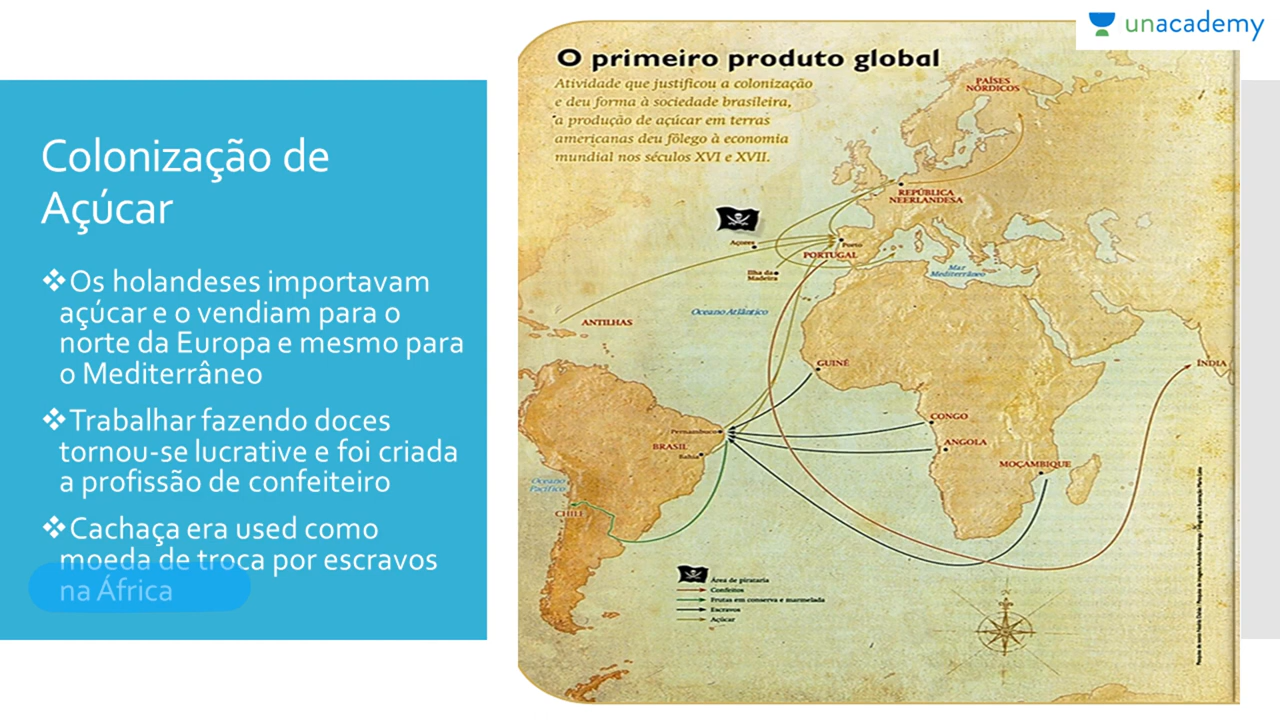 unacademy
Colonização de
Açúcar
❖Os holandeses importavam
açúcar e o vendiam para o
norte da Europa e mesmo para
o Mediterrâneo
❖Trabalhar fazendo doces
tornou-se lucrative e foi criada
a profissão de confeiteiro
❖Cachaça era used como
moeda de troca por escravos
na África
O primeiro produto global
Atividade que justificou a colonização
e deu forma à sociedade brasileira,
a produção de açúcar em terras
americanas deu fôlego à economia
mundial nos séculos XVI e XVII.
PAÍSES
NÓRDICOS
REPÚBLICA
NEERLANDESA
Açores
Porto
PORTUGAL
Ilha da
Madeira
Mar
Mediterrâneo
Oceano Atlântico
ANTILHAS
GUINÉ
ÍNDIA
CONGO
Pernambuco
BRASIL
Bahia
ANGOLA
MOÇAMBIQUE
Oceano
Pacífico
CHILE
Área de pirataria
Confeitos
Frutas em conserva e marmelada
Escravos
Açúcar